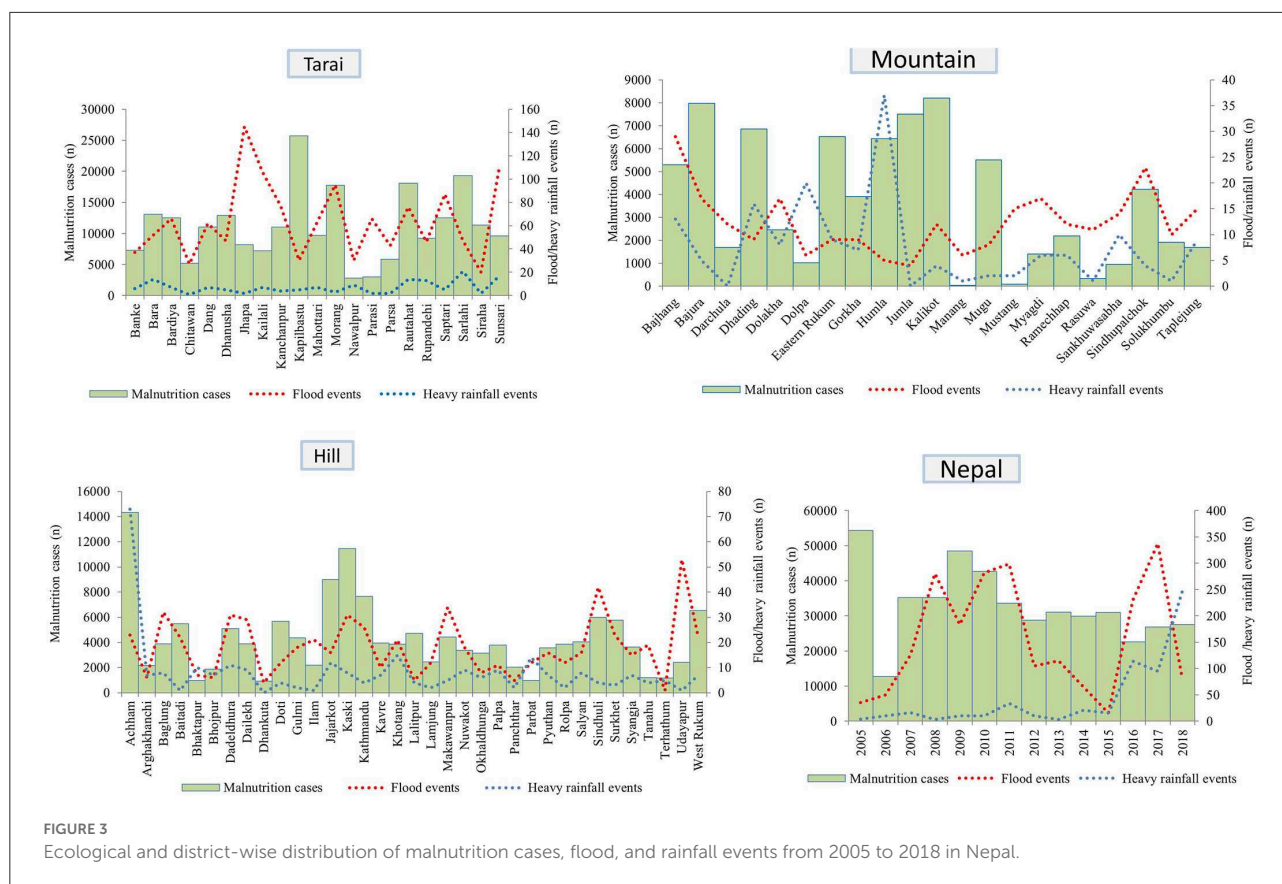 Tarai
Malnutrition cases (n)
30000
25000
20000
15000
10000
5000
0
160
140
120
100
80
60
40
20
0
Flood/heavy rainfall events (n)
Banke
Bara
Bardiya
Chitawan
Dang
Dhanusha
Jhapa
Kailali
Kanchanpur
Kapilbastu
Mahottari
Morang
Nawalpur
Parasi
Parsa
Rautahat
Rupandehi
Saptari
Sarlahi
Siraha
Sunsari
Malnutrition cases
Flood events
Heavy rainfall events
Mountain
Malnutrition cases (n)
9000
8000
7000
6000
5000
4000
3000
2000
1000
0
40
35
30
25
20
15
10
5
0
Flood/rainfall events (n)
Bajhang
Bajura
Darchula
Dhading
Dolakha
Dolpa
Eastern Rukum
Gorkha
Humla
Jumla
Kalikot
Manang
Mugu
Mustang
Myagdi
Ramechhap
Rasuwa
Sankhuwasabha
Sindhupalchok
Solukhumbu
Taplejung
Malnutrition cases
Flood events
Heavy rainfall events
Hill
Malnutrition cases (n)
16000
14000
12000
10000
8000
6000
4000
2000
0
80
70
60
50
40
30
20
10
0
Flood/heavy rainfall events (n)
Achham
Arghakhanchi
Baglung
Baitadi
Bhaktapur
Bhojpur
Dadeldhura
Dailekh
Dhankuta
Doti
Gulmi
Ilam
Jajarkot
Kaski
Kathmandu
Kavre
Khotang
Lalitpur
Lamjung
Makawanpur
Nuwakot
Okhaldhunga
Palpa
Panchthar
Parbat
Pyuthan
Rolpa
Salyan
Sindhuli
Surkhet
Syangja
Tanahu
Terhathum
Udayapur
West Rukum
Malnutrition cases
Flood events
Heavy rainfall events
Nepal
Malnutrition cases (n)
60000
50000
40000
30000
20000
10000
0
400
350
300
250
200
150
100
50
0
Flood /heavy rainfall events (n)
2005
2006
2007
2008
2009
2010
2011
2012
2013
2014
2015
2016
2017
2018
Malnutrition cases
Flood events
Heavy rainfall events
FIGURE 3
Ecological and district-wise distribution of malnutrition cases, flood, and rainfall events from 2005 to 2018 in Nepal.